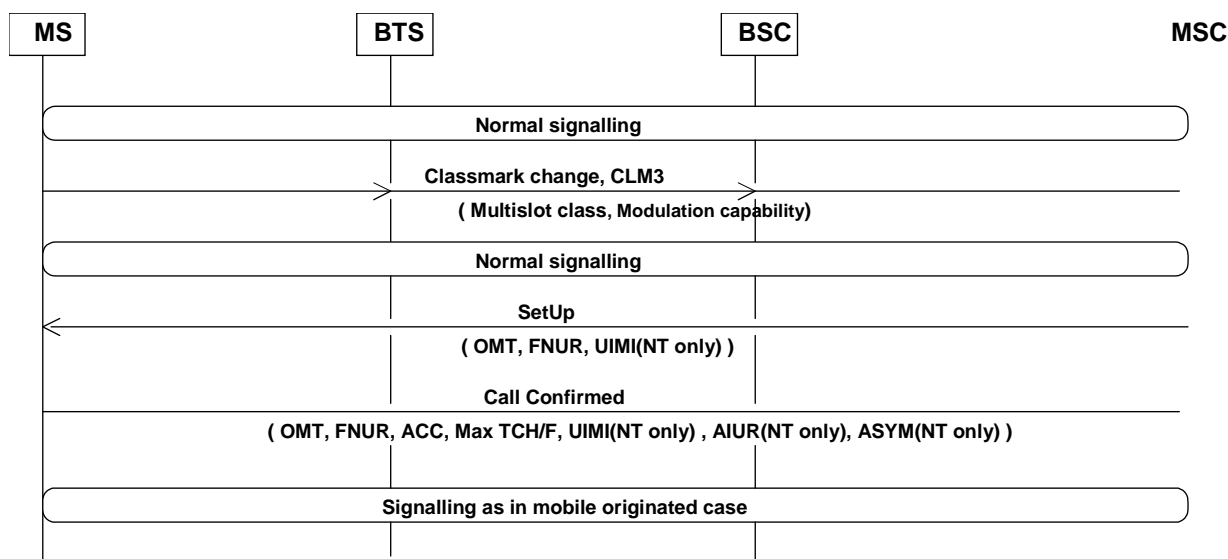 MS BTS BSC MSC
Normal signalling
Classmark change, CLM3
( Multislot class, Modulation capability)
Normal signalling
SetUp
( OMT, FNUR, UIMI(NT only) )
Call Confirmed
( OMT, FNUR, ACC, Max TCH/F, UIMI(NT only) , AIUR(NT only), ASYM(NT only) )
Signalling as in mobile originated case